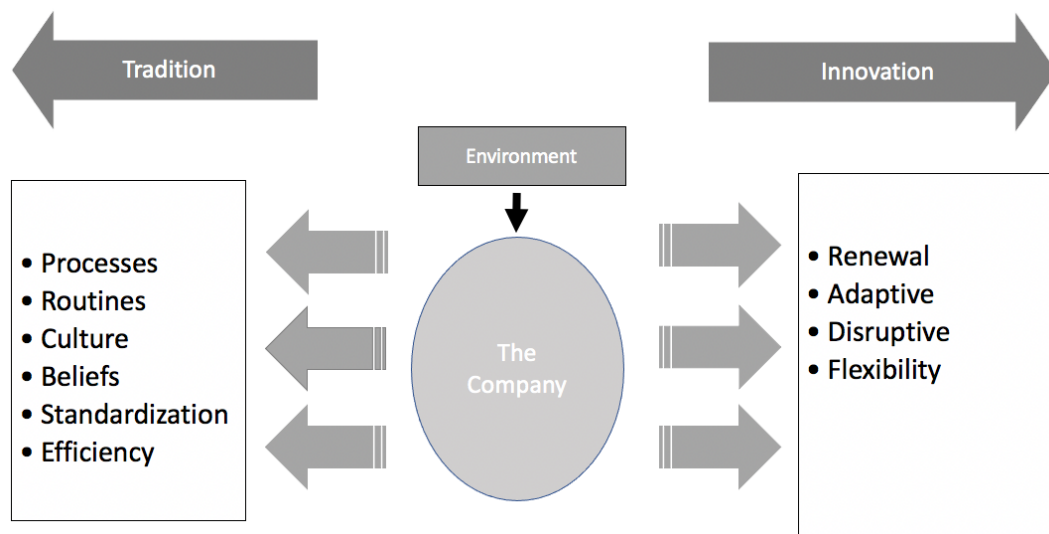 Tradition
Innovation
Environment
• Processes
• Routines
• Culture
• Beliefs
• Standardization
• Efficiency
The
Company
• Renewal
• Adaptive
• Disruptive
• Flexibility